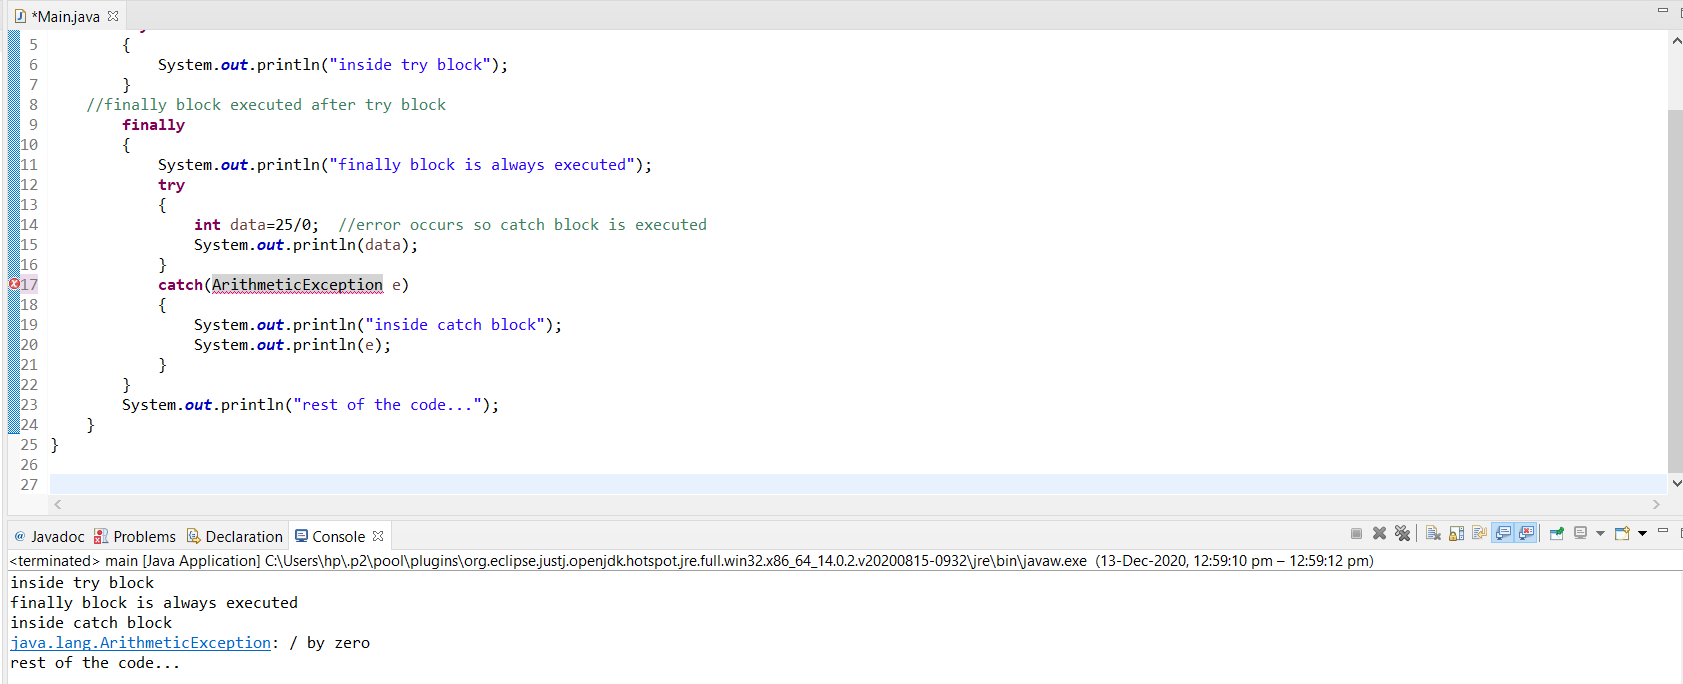 *Main.java
5 {
6 System.out.println("inside try block");
7 }
8 //finally block executed after try block
9 finally
10 {
11 System.out.println("finally block is always executed");
12 try
13 {
14 int data=25/0; //error occurs so catch block is executed
15 System.out.println(data);
16 }
17 catch(ArithmeticException e)
18 {
19 System.out.println("inside catch block");
20 System.out.println(e);
21 }
22 }
23 System.out.println("rest of the code...");
24 }
25 }
26
27
@ Javadoc Problems Declaration Console
<terminated> main [Java Application] C:\Users\hp\.p2\pool\plugins\org.eclipse.justj.openjdk.hotspot.jre.full.win32.x86_64_14.0.2.v20200815-0932\jre\bin\javaw.exe (13-Dec-2020, 12:59:10 pm – 12:59:12 pm)
inside try block
finally block is always executed
inside catch block
java.lang.ArithmeticException: / by zero
rest of the code...